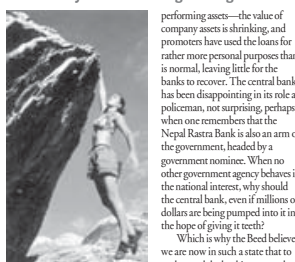 performing assets—the value of
company assets is shrinking, and
promoters have used the loans for
rather more personal purposes than
is normal, leaving little for the
banks to recover. The central bank
has been disappointing in its role a
policeman, not surprising, perhaps
when one remembers that the
Nepal Rastra Bank is also an arm o
the government, headed by a
government nominee. When no
other government agency behaves i
the national interest, why should
the central bank, even if millions o
dollars are being pumped into it in
the hope of giving it teeth?
Which is why the Beed believe
we are now in such a state that to